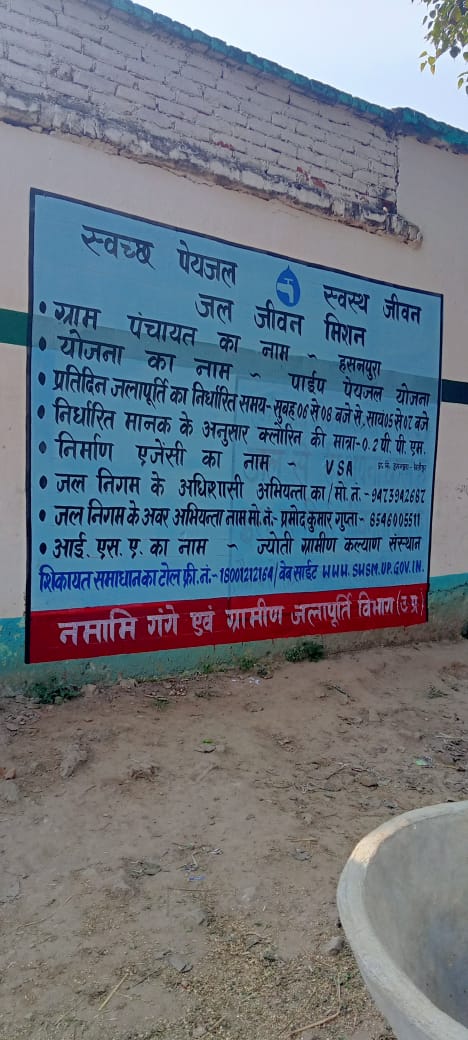 स्वच्छ पेयजल स्वस्थ जीवन
जल जीवन मिशन
• ग्राम पंचायत का नाम - हसनपुरा
• योजना का नाम - पाईप पेयजल योजना
• प्रतिदिन जलापूर्ति का निर्धारित समय- सुबह 06 से 08 बजे से, सायं 05 से 07 बजे
• निर्धारित मानक के अनुसार क्लोरिन की मात्रा- 0.2 पी. पी. एम.
• निर्माण एजेंसी का नाम - VSA
• जल निगम के अधिशासी अभियन्ता का / मो. नं.- 9473942687
• जल निगम के अवर अभियन्ता नाम मो. नं.- प्रमोद कुमार गुप्ता- 6546005511
• आई. एस. ए. का नाम - ज्योती ग्रामीण कल्याण संस्थान
शिकायत समाधान का टोल फ्री. नं.- 18001212164 / वेब साईट WWW.SWSM.UP.GOV.IN.
नमामि गंगे एवं ग्रामीण जलापूर्ति विभाग (उ.प्र.)